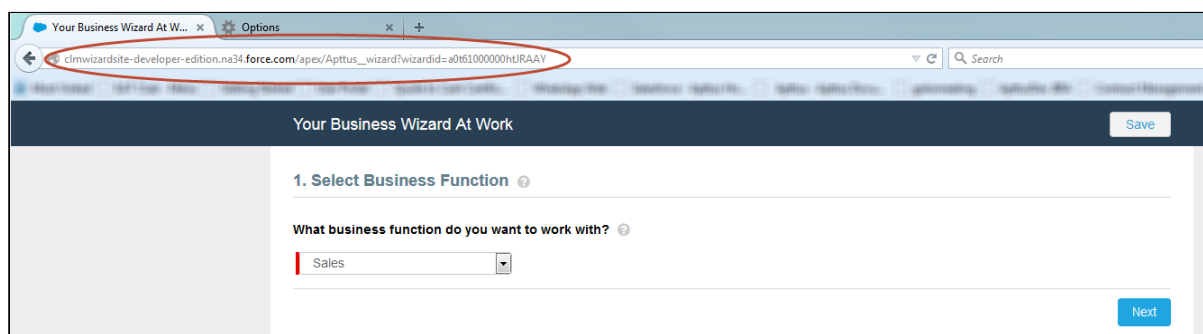 Your Business Wizard At W... × Options × +
clmwizardsite-developer-edition.na34.force.com/apex/Apttus__wizard?wizardid=a0t61000000htJRAAY Search
Your Business Wizard At Work Save
1. Select Business Function ?
What business function do you want to work with? ?
Sales
Next